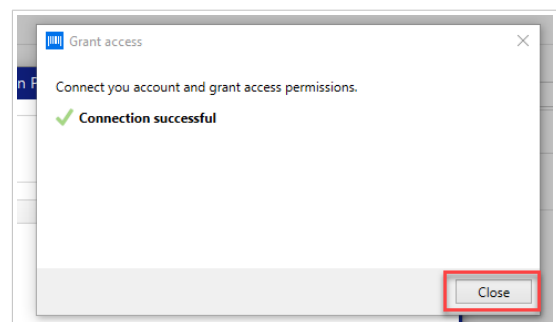 Grant access
n F
Connect you account and grant access permissions.
Connection successful
Close